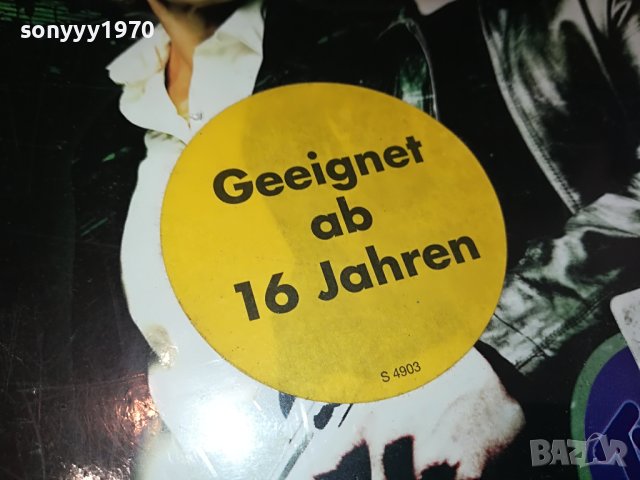 sonyyy1970
Geeignet
ab
16 Jahren
S 4903
BAZAR